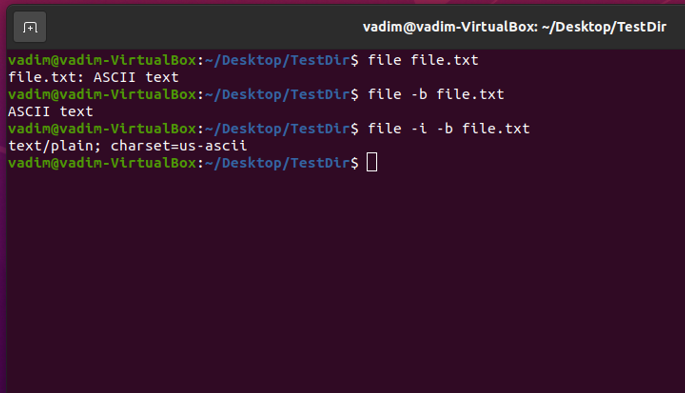 vadim@vadim-VirtualBox: ~/Desktop/TestDir
vadim@vadim-VirtualBox:~/Desktop/TestDir$ file file.txt
file.txt: ASCII text
vadim@vadim-VirtualBox:~/Desktop/TestDir$ file -b file.txt
ASCII text
vadim@vadim-VirtualBox:~/Desktop/TestDir$ file -i -b file.txt
text/plain; charset=us-ascii
vadim@vadim-VirtualBox:~/Desktop/TestDir$